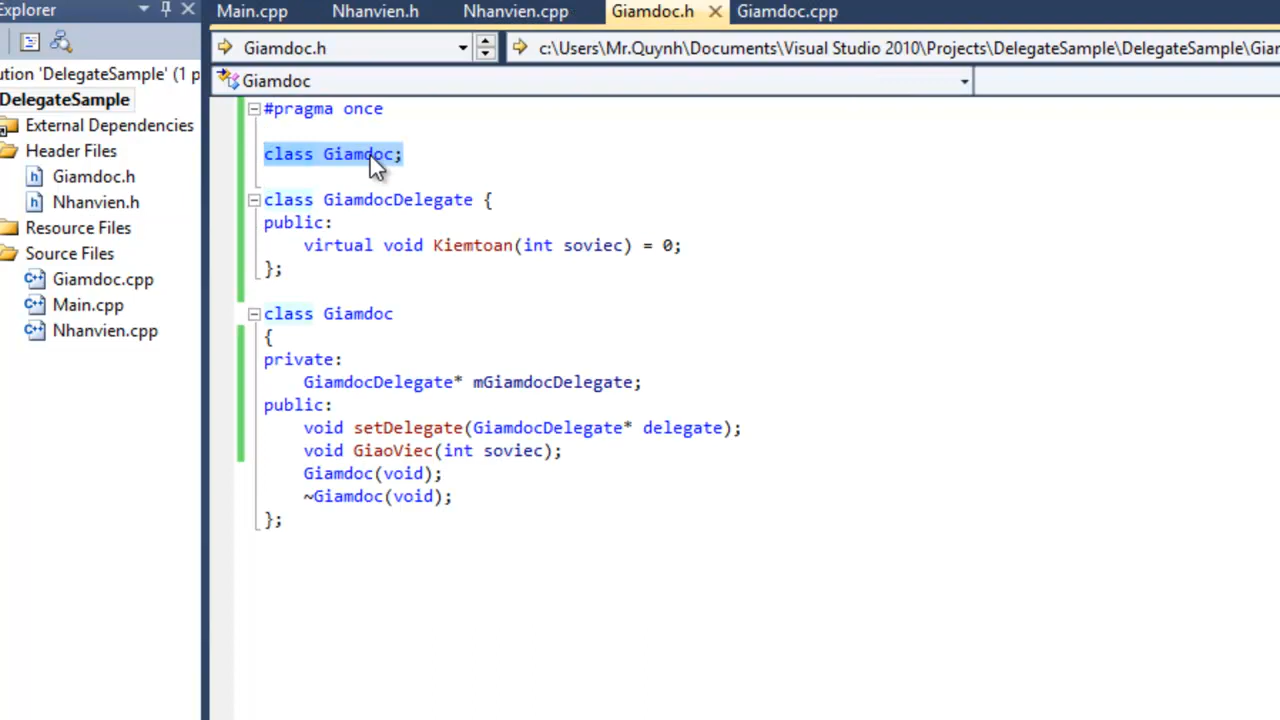 Explorer
Main.cpp
Nhanvien.h
Nhanvien.cpp
Giamdoc.h
Giamdoc.cpp
Giamdoc.h
c:\Users\Mr.Quynh\Documents\Visual Studio 2010\Projects\DelegateSample\DelegateSample\Giar
ution 'DelegateSample' (1 p
Giamdoc
DelegateSample
External Dependencies
Header Files
Giamdoc.h
Nhanvien.h
Resource Files
Source Files
Giamdoc.cpp
Main.cpp
Nhanvien.cpp
#pragma once
class Giamdoc;
class GiamdocDelegate {
public:
virtual void Kiemtoan(int soviec) = 0;
};
class Giamdoc
{
private:
GiamdocDelegate* mGiamdocDelegate;
public:
void setDelegate(GiamdocDelegate* delegate);
void GiaoViec(int soviec);
Giamdoc(void);
~Giamdoc(void);
};